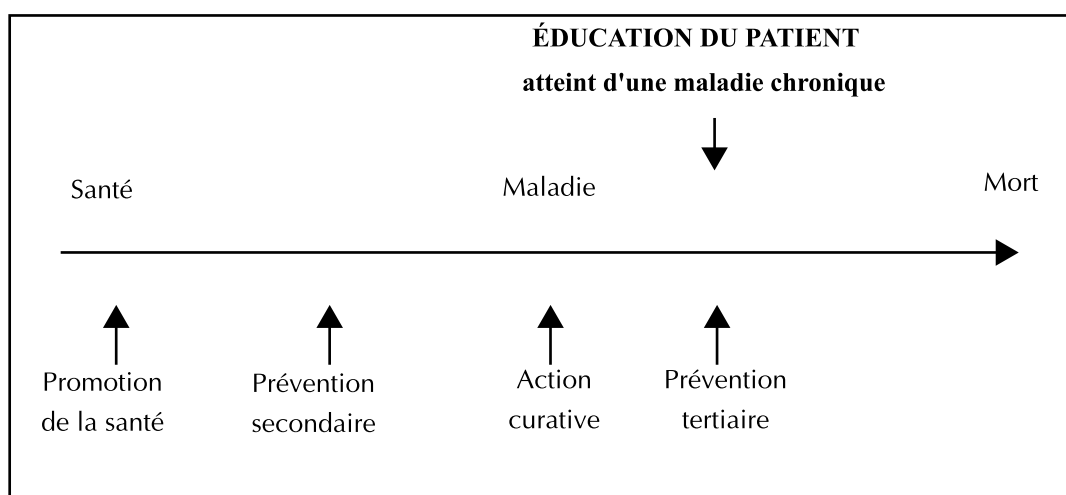 ÉDUCATION DU PATIENT
atteint d'une maladie chronique
Santé
Maladie
Mort
Promotion
de la santé
Prévention
secondaire
Action
curative
Prévention
tertiaire